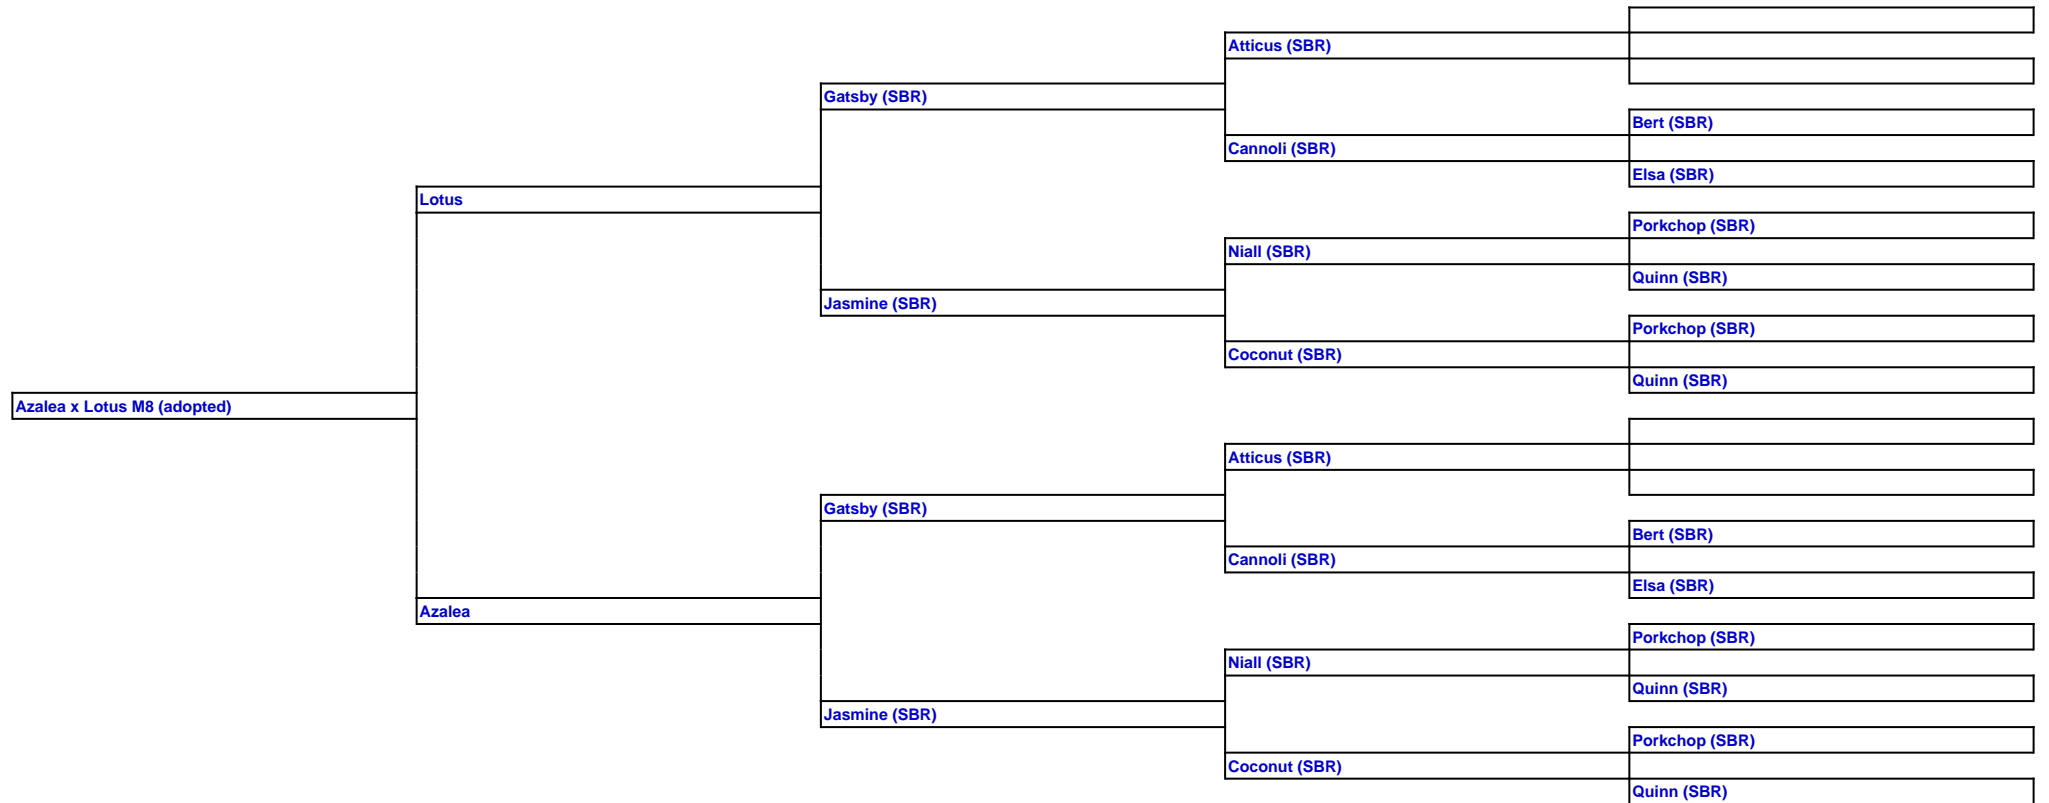 Atticus (SBR)
Gatsby (SBR)
Bert (SBR)
Cannoli (SBR)
Elsa (SBR)
Lotus
Porkchop (SBR)
Niall (SBR)
Quinn (SBR)
Jasmine (SBR)
Porkchop (SBR)
Coconut (SBR)
Quinn (SBR)
Azalea x Lotus M8 (adopted)
Atticus (SBR)
Gatsby (SBR)
Bert (SBR)
Cannoli (SBR)
Elsa (SBR)
Azalea
Porkchop (SBR)
Niall (SBR)
Quinn (SBR)
Jasmine (SBR)
Porkchop (SBR)
Coconut (SBR)
Quinn (SBR)